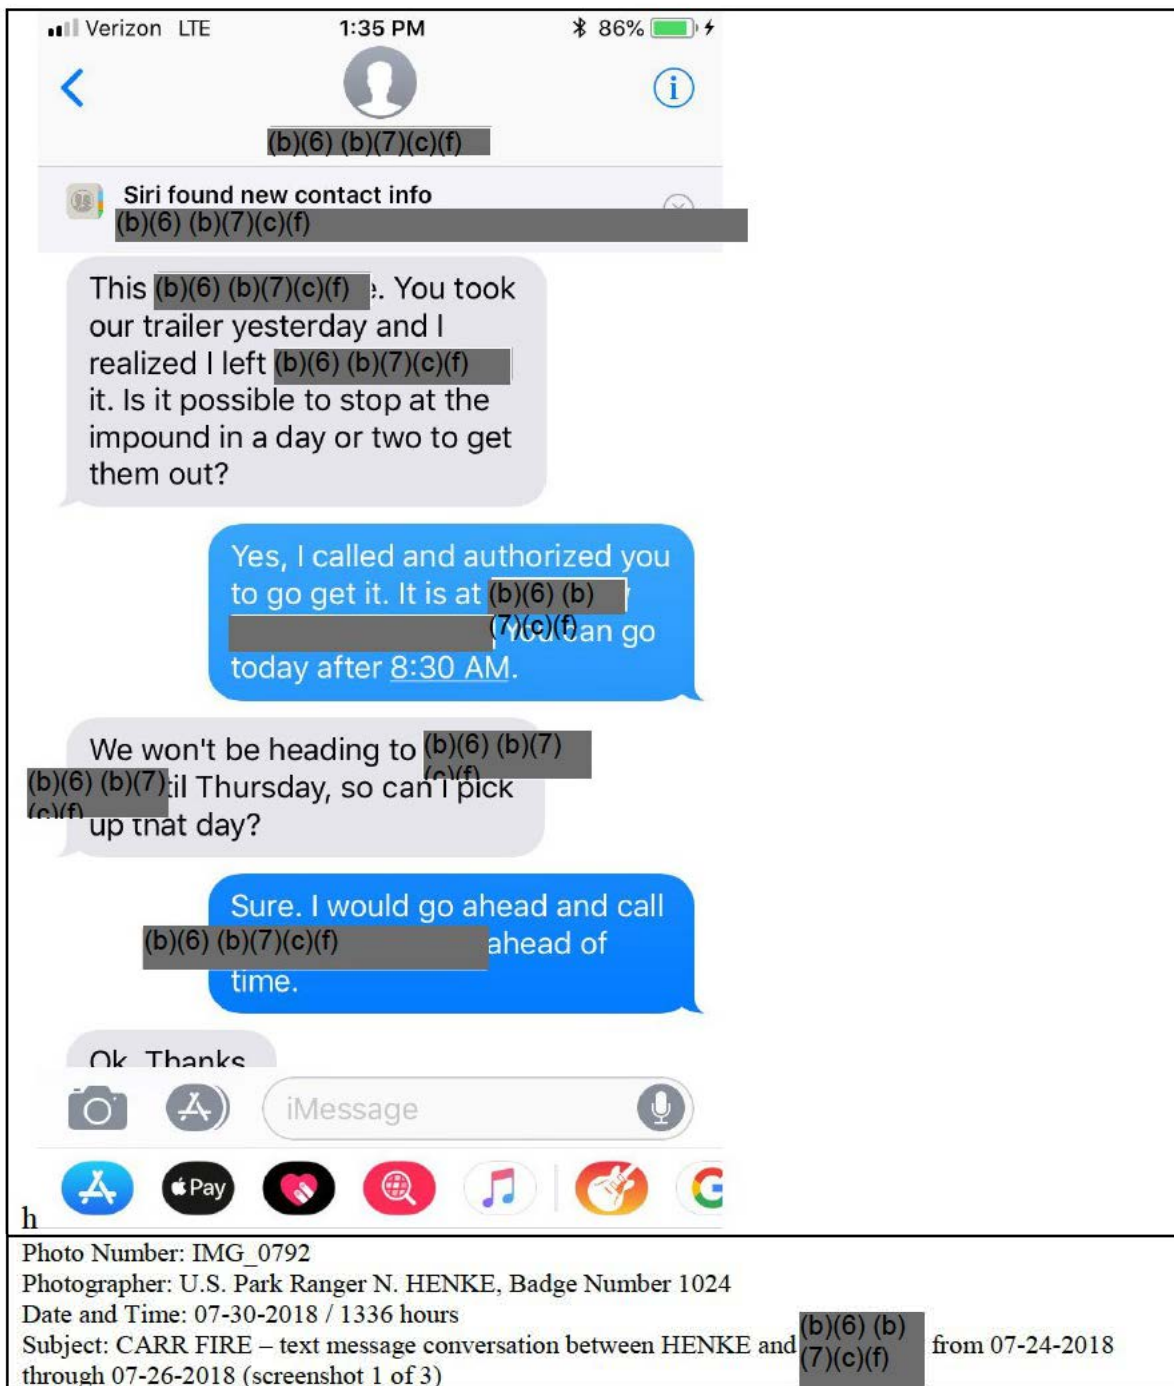 Verizon LTE 1:35 PM 86%
(b)(6) (b)(7)(c)(f)
Siri found new contact info
(b)(6) (b)(7)(c)(f)
This (b)(6) (b)(7)(c)(f) e. You took
our trailer yesterday and I
realized I left (b)(6) (b)(7)(c)(f)
it. Is it possible to stop at the
impound in a day or two to get
them out?
Yes, I called and authorized you
to go get it. It is at (b)(6) (b)
(7)(c)(f) You can go
today after 8:30 AM.
We won't be heading to (b)(6) (b)(7)
(c)(f)
(b)(6) (b)(7) til Thursday, so can I pick
(c)(f)
up that day?
Sure. I would go ahead and call
(b)(6) (b)(7)(c)(f) ahead of
time.
Ok. Thanks
iMessage
Pay
G
h
Photo Number: IMG_0792
Photographer: U.S. Park Ranger N. HENKE, Badge Number 1024
Date and Time: 07-30-2018 / 1336 hours
Subject: CARR FIRE – text message conversation between HENKE and (b)(6) (b) (7)(c)(f) from 07-24-2018
through 07-26-2018 (screenshot 1 of 3)